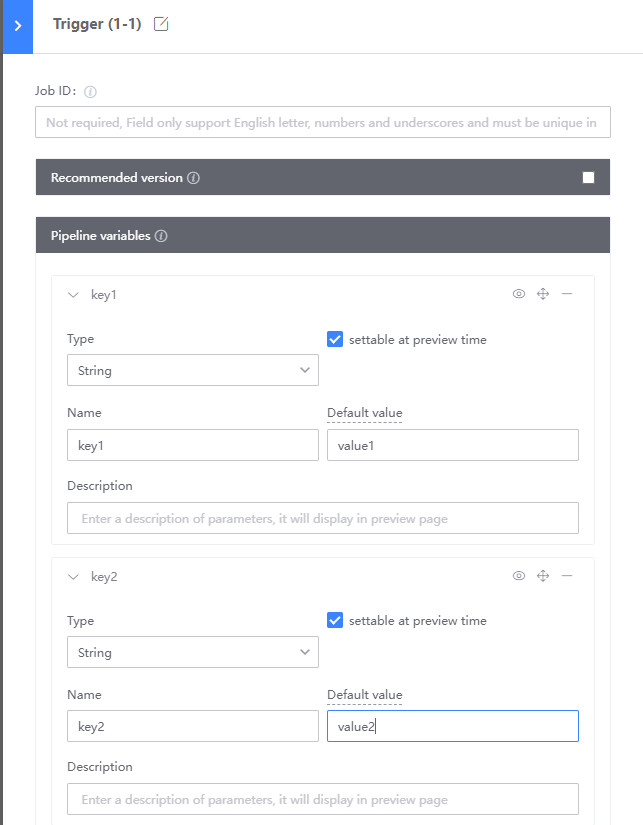 Trigger (1-1)
Job ID:
Not required, Field only support English letter, numbers and underscores and must be unique in
Recommended version
Pipeline variables
key1
Type
settable at preview time
String
Name
Default value
key1
value1
Description
Enter a description of parameters, it will display in preview page
key2
Type
settable at preview time
String
Name
Default value
key2
value2
Description
Enter a description of parameters, it will display in preview page